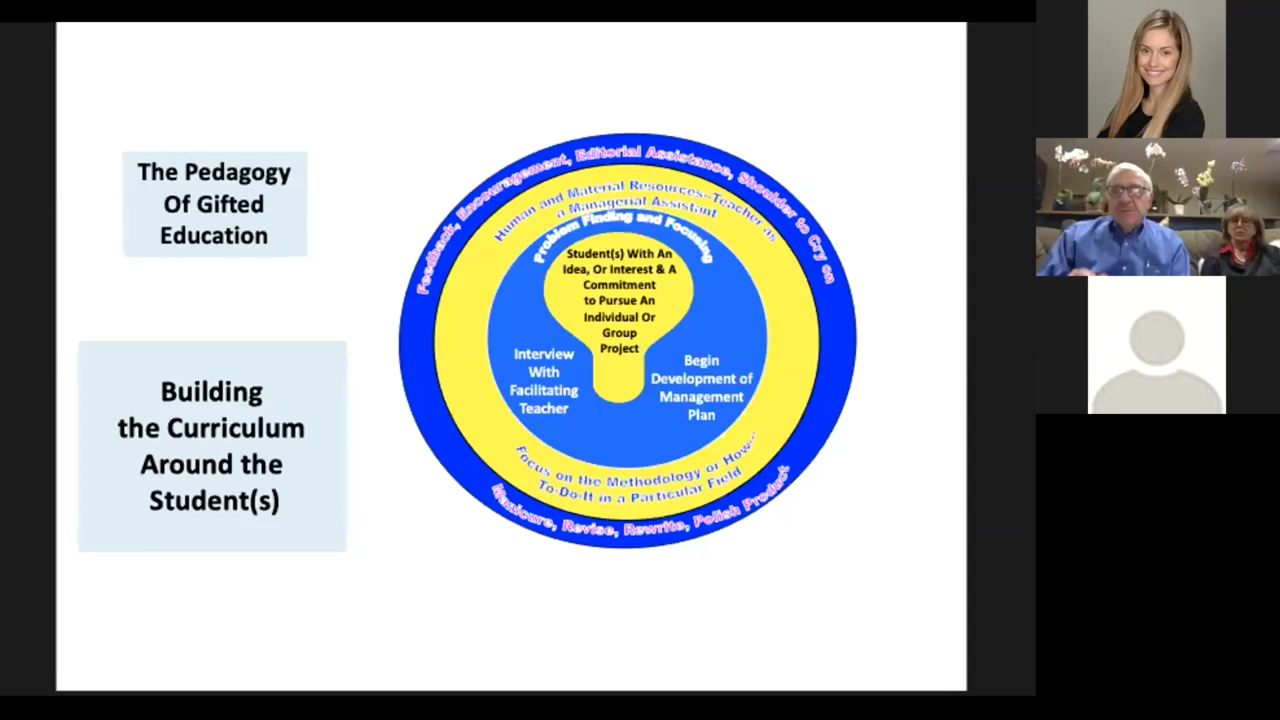 The Pedagogy
Of Gifted
Education
Building
the Curriculum
Around the
Student(s)
Feedback, Encouragement, Editorial Assistance, Shoulder to Cry on
Human and Material Resources--Teacher as
a Managerial Assistant
Problem Finding and Focusing
Student(s) With An
Idea, Or Interest & A
Commitment
to Pursue An
Individual Or
Group
Project
Interview
With
Facilitating
Teacher
Begin
Development of
Management
Plan
Focus on the Methodology or How--
To-Do-It in a Particular Field
Manicure, Revise, Rewrite, Polish Product